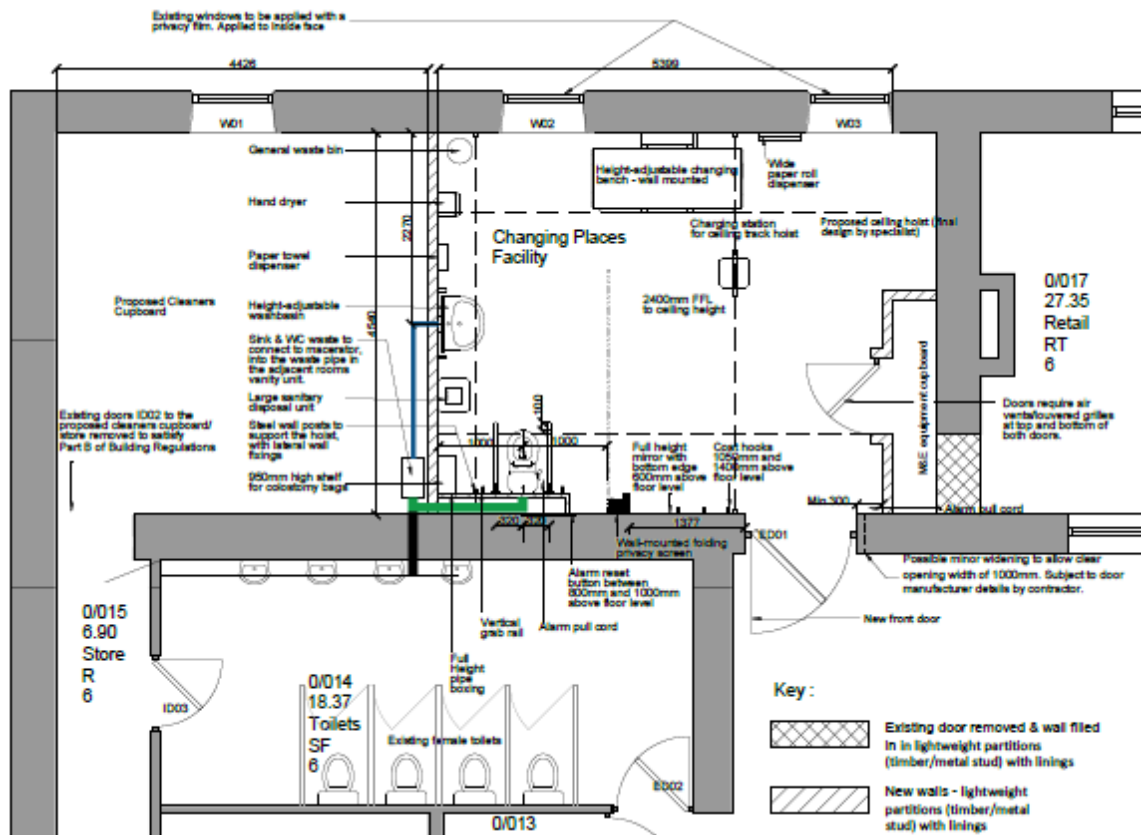 Existing windows to be applied with a
privacy film. Applied to inside face
4426
5399
W01
W02
W03
General waste bin
Height-adjustable changing
bench - wall mounted
Wide
paper roll
dispenser
Hand dryer
2270
Charging station
for ceiling track hoist
Proposed ceiling hoist (final
design by specialist)
Changing Places
Facility
Paper towel
dispenser
0/017
27.35
Retail
RT
6
Proposed Cleaners
Cupboard
Height-adjustable
washbasin
2400mm FFL
to ceiling height
4540
Sink & WC waste to
connect to macerator,
into the waste pipe in
the adjacent rooms
vanity unit.
Large sanitary
disposal unit
M&E equipment cupboard
Doors require air
vents/louvered grilles
at top and bottom of
both doors.
Existing doors ID02 to the
proposed cleaners cupboard/
store removed to satisfy
Part B of Building Regulations
Steel wall posts to
support the hoist,
with lateral wall
fixings
1000
1000
Full height
mirror with
bottom edge
600mm above
floor level
Coat hooks
1050mm and
1400mm above
floor level
950mm high shelf
for colostomy bags
Min 300
Alarm pull cord
320
1377
ED01
Wall-mounted folding
privacy screen
Possible minor widening to allow clear
opening width of 1000mm. Subject to door
manufacturer details by contractor.
Alarm reset
button between
800mm and 1000mm
above floor level
New front door
0/015
6.90
Store
R
6
Vertical
grab rail
Alarm pull cord
Full
Height
pipe
boxing
ID03
0/014
18.37
Toilets
SF
6
Existing female toilets
ED02
0/013
Key :
Existing door removed & wall filled
in in lightweight partitions
(timber/metal stud) with linings
New walls - lightweight
partitions (timber/metal
stud) with linings